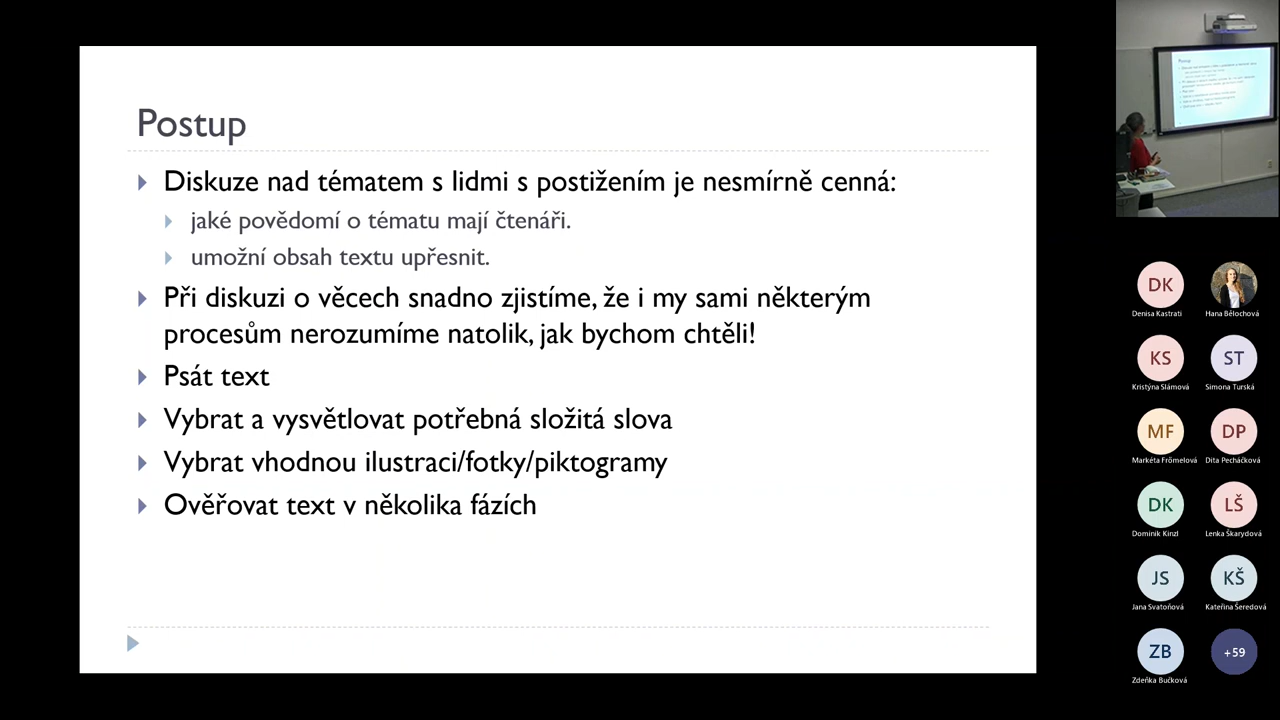 Postup
Diskuze nad tématem s lidmi s postižením je nesmírně cenná:
jaké povědomí o tématu mají čtenáři.
umožní obsah textu upřesnit.
Při diskuzi o věcech snadno zjistíme, že i my sami některým
procesům nerozumíme natolik, jak bychom chtěli!
Psát text
Vybrat a vysvětlovat potřebná složitá slova
Vybrat vhodnou ilustraci/fotky/piktogramy
Ověřovat text v několika fázích
DK
Denisa Kastrati
Hana Bělochová
KS
Kristýna Slámová
ST
Simona Turská
MF
Markéta Frömelová
DP
Dita Pecháčková
DK
Dominik Kinzl
LŠ
Lenka Škarydová
JS
Jana Svatoňová
KŠ
Kateřina Šeredová
ZB
Zdeňka Bučková
+59